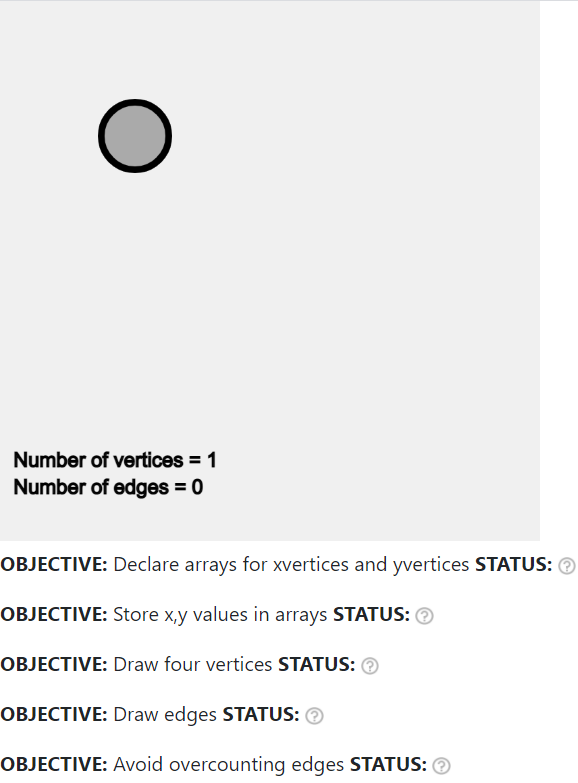 Number of vertices = 1
Number of edges = 0
OBJECTIVE: Declare arrays for xvertices and yvertices STATUS:
OBJECTIVE: Store x,y values in arrays STATUS:
OBJECTIVE: Draw four vertices STATUS:
OBJECTIVE: Draw edges STATUS:
OBJECTIVE: Avoid overcounting edges STATUS: